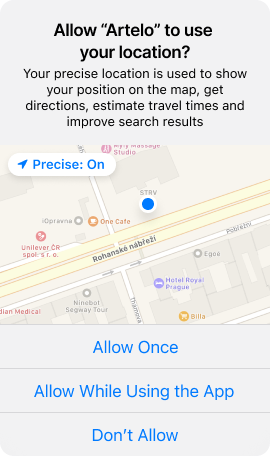 Allow “Artelo” to use
your location?
Your precise location is used to show
your position on the map, get
directions, estimate travel times and
improve search results
Massage
Studio
Precise: On
STRV
iOpravna
One Cafe
Unilever ČR
spol. s r. o.
Rohanské nábřeží
Pobřežní
Egoé
Hotel Royal
Prague
Ninebot
Segway Tour
dian Medical
Thámova
Billa
Allow Once
Allow While Using the App
Don’t Allow